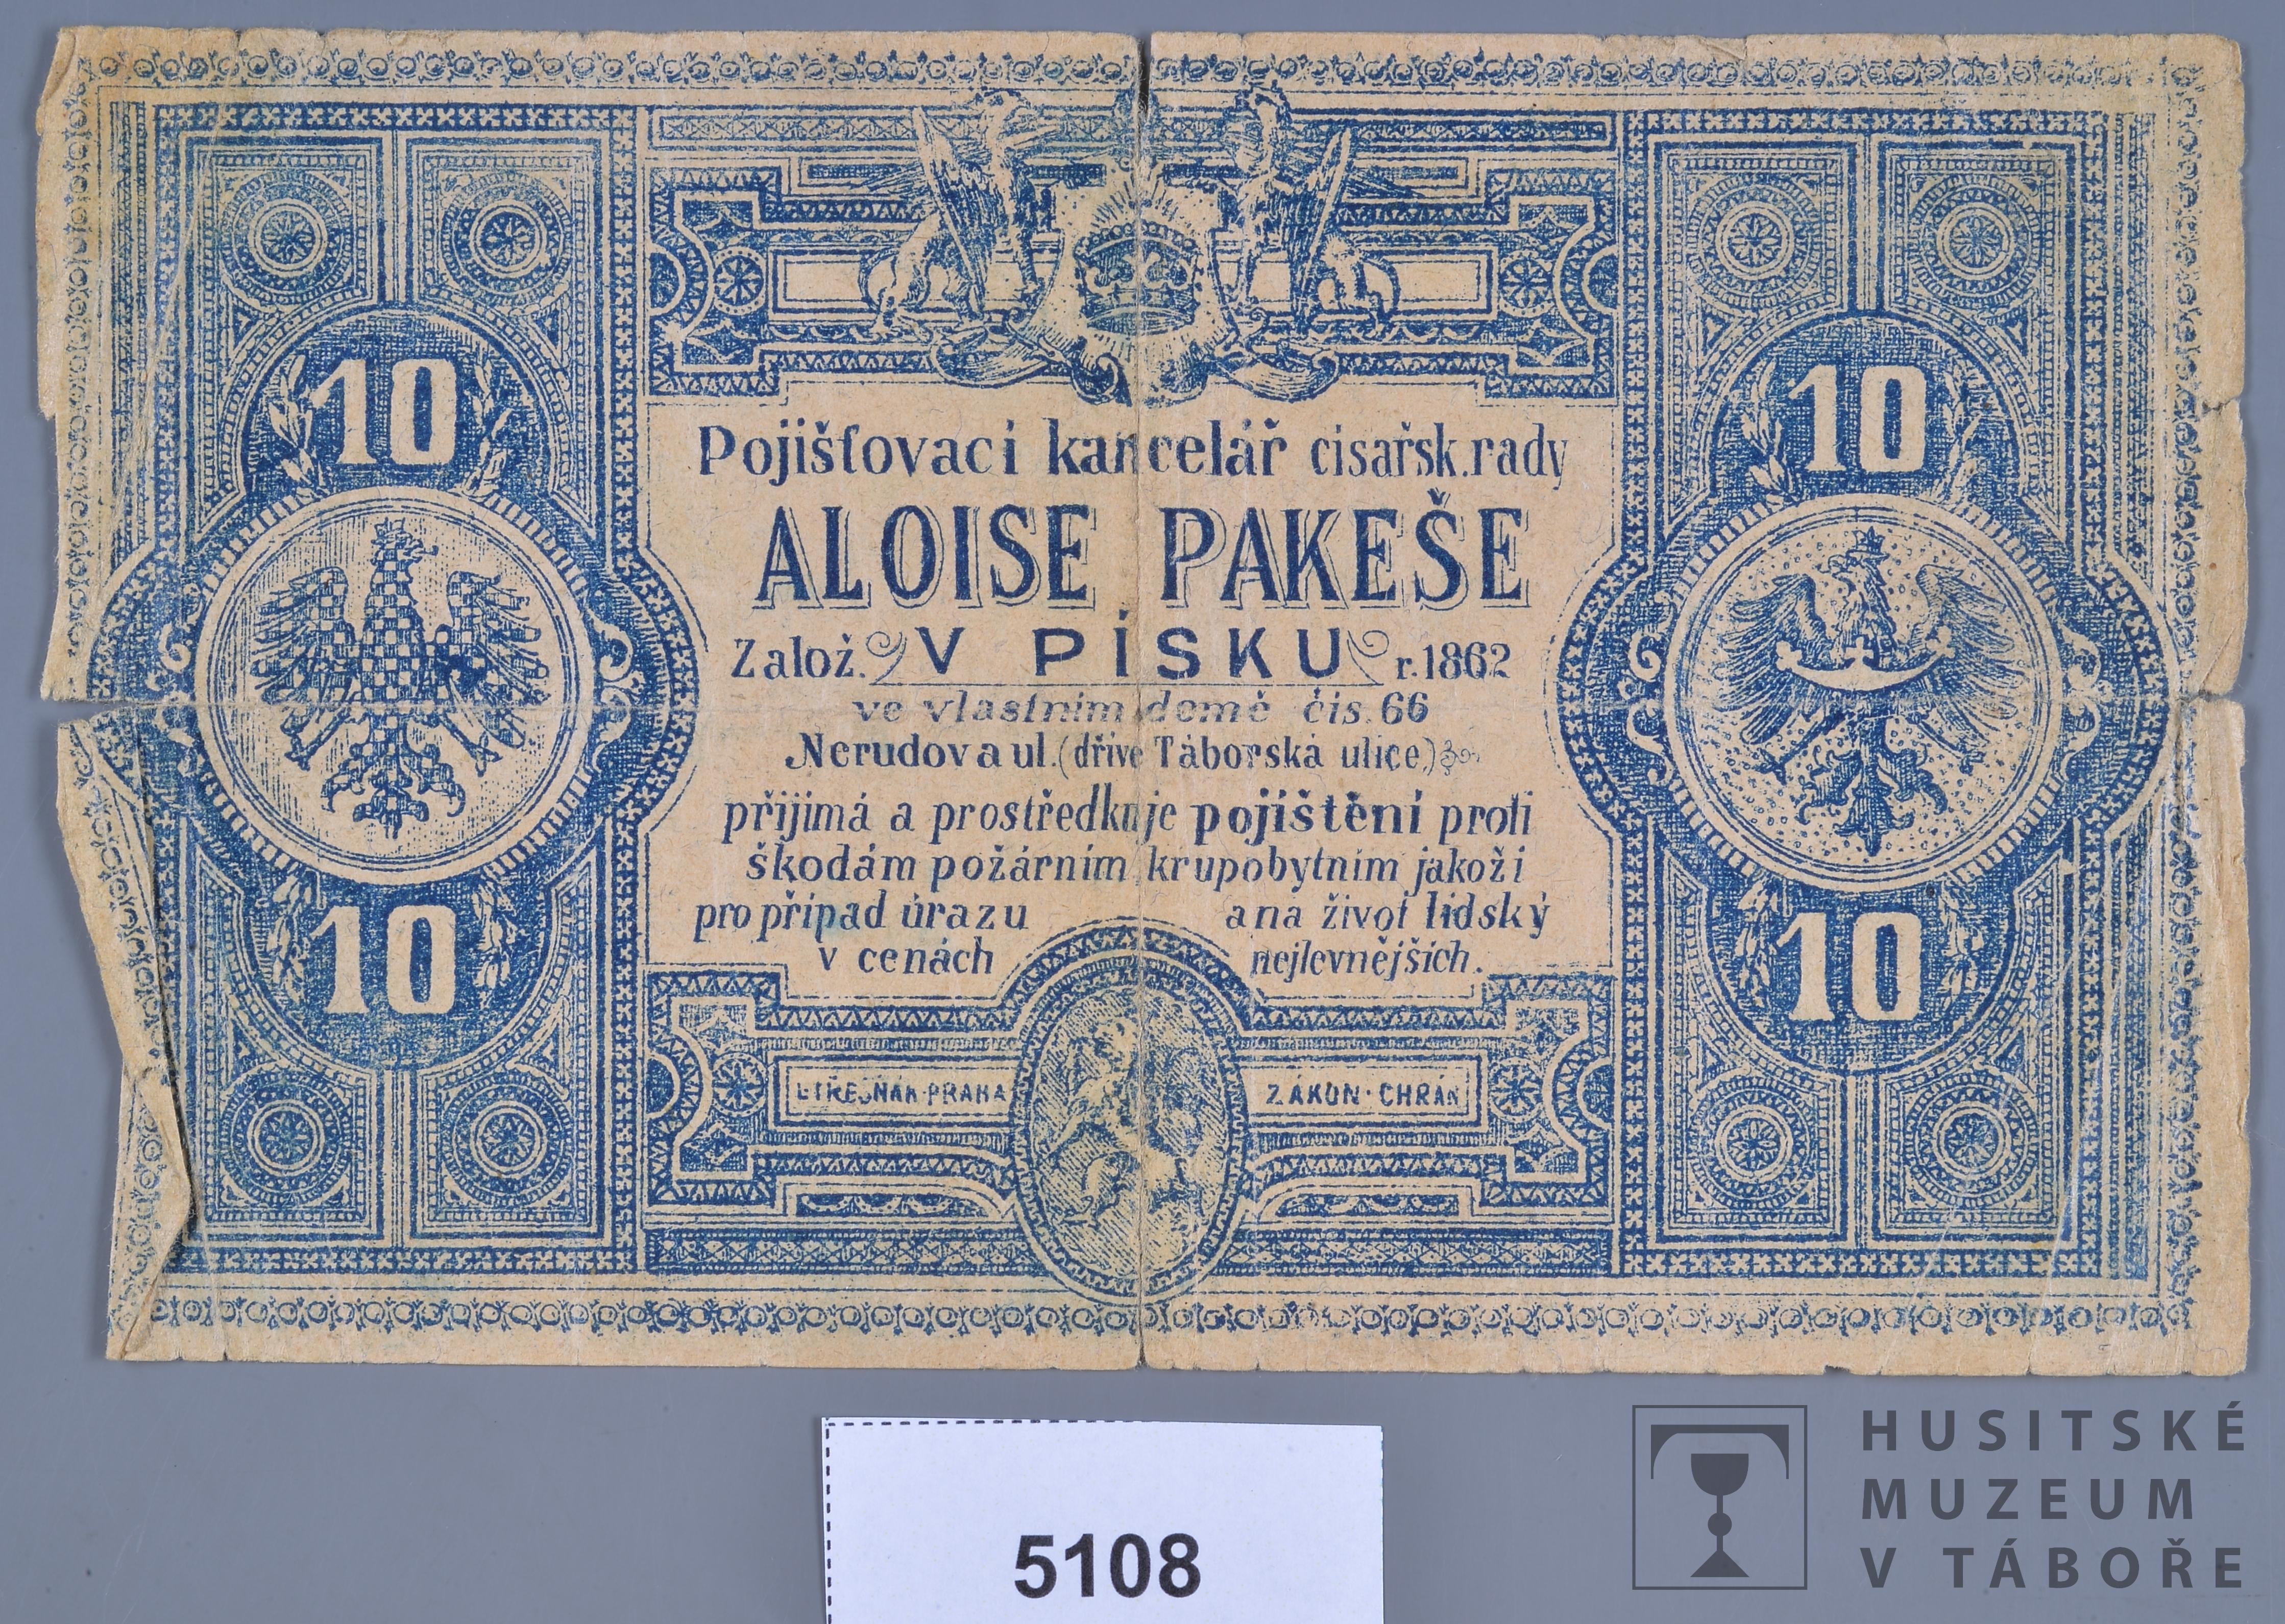 10
10
Pojišťovací kancelář cisařsk. rady
ALOISE PAKEŠE
Založ. V PÍSKU r. 1862
ve vlastním domě čís. 66
Nerudova ul. (dříve Táborská ulice.)
přijímá a prostředkuje pojištění proti
škodám požárním krupobytním jakož i
pro případ úrazu a na život lidský
v cenách nejlevnějších.
10
10
PRAHA
ZÁKON · CHRÁN
5108
HUSITSKÉ
MUZEUM
V TÁBOŘE